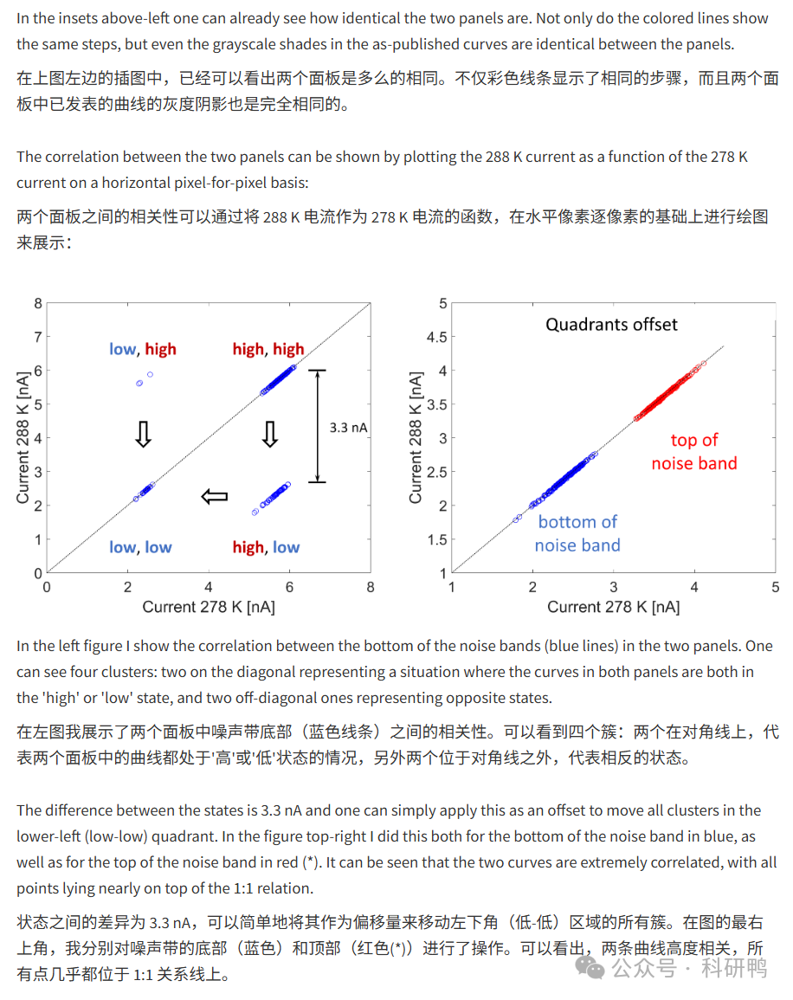 In the insets above-left one can already see how identical the two panels are. Not only do the colored lines show
the same steps, but even the grayscale shades in the as-published curves are identical between the panels.
在上图左边的插图中，已经可以看出两个面板是多么的相同。不仅彩色线条显示了相同的步骤，而且两个面
板中已发表的曲线的灰度阴影也是完全相同的。
The correlation between the two panels can be shown by plotting the 288 K current as a function of the 278 K
current on a horizontal pixel-for-pixel basis:
两个面板之间的相关性可以通过将 288 K 电流作为 278 K 电流的函数，在水平像素逐像素的基础上进行绘图
来展示：
8
7
6
5
4
3
2
1
0
Current 288 K [nA]
low, high
high, high
3.3 nA
low, low
high, low
0
2
4
6
8
Current 278 K [nA]
5
4.5
4
3.5
3
2.5
2
1.5
1
Current 288 K [nA]
Quadrants offset
top of
noise band
bottom of
noise band
1
2
3
4
5
Current 278 K [nA]
In the left figure I show the correlation between the bottom of the noise bands (blue lines) in the two panels. One
can see four clusters: two on the diagonal representing a situation where the curves in both panels are both in
the 'high' or 'low' state, and two off-diagonal ones representing opposite states.
在左图我展示了两个面板中噪声带底部（蓝色线条）之间的相关性。可以看到四个簇：两个在对角线上，代
表两个面板中的曲线都处于'高'或'低'状态的情况，另外两个位于对角线之外，代表相反的状态。
The difference between the states is 3.3 nA and one can simply apply this as an offset to move all clusters in the
lower-left (low-low) quadrant. In the figure top-right I did this both for the bottom of the noise band in blue, as
well as for the top of the noise band in red (*). It can be seen that the two curves are extremely correlated, with all
points lying nearly on top of the 1:1 relation.
状态之间的差异为 3.3 nA，可以简单地将其作为偏移量来移动左下角（低-低）区域的所有簇。在图的最右
上角，我分别对噪声带的底部（蓝色）和顶部（红色(*)）进行了操作。可以看出，两条曲线高度相关，所
有点几乎都位于 1:1 关系线上。
公众号 · 科研鸭